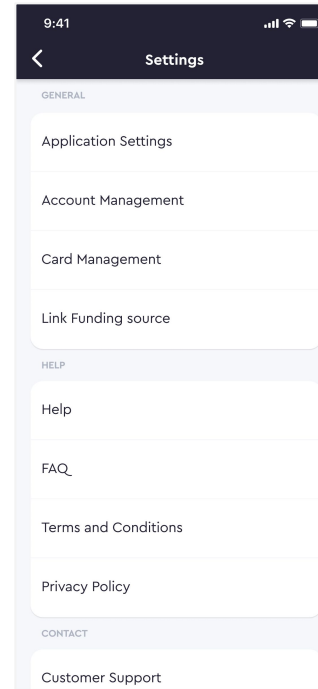 9:41
Settings
GENERAL
Application Settings
Account Management
Card Management
Link Funding source
HELP
Help
FAQ
Terms and Conditions
Privacy Policy
CONTACT
Customer Support